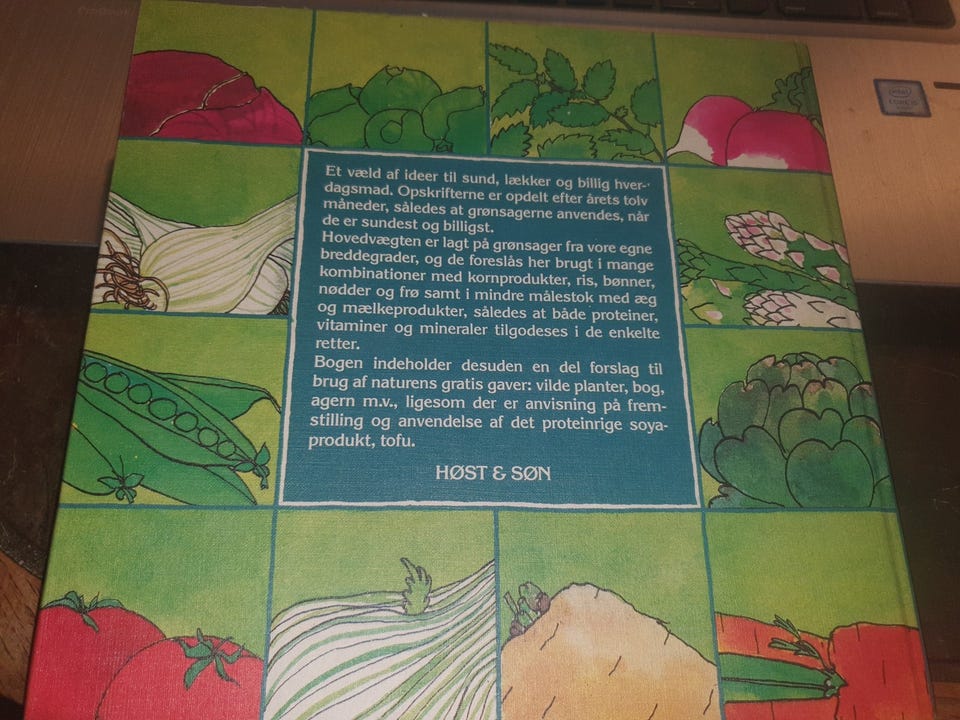 ProBook
intel
CORE i5
Et væld af ideer til sund, lækker og billig hver-
dagsmad. Opskrifterne er opdelt efter årets tolv
måneder, således at grønsagerne anvendes, når
de er sundest og billigst.
Hovedvægten er lagt på grønsager fra vore egne
breddegrader, og de foreslås her brugt i mange
kombinationer med kornprodukter, ris, bønner,
nødder og frø samt i mindre målestok med æg
og mælkeprodukter, således at både proteiner,
vitaminer og mineraler tilgodeses i de enkelte
retter.
Bogen indeholder desuden en del forslag til
brug af naturens gratis gaver: vilde planter, bog,
agern m.v., ligesom der er anvisning på frem-
stilling og anvendelse af det proteinrige soya-
produkt, tofu.
HØST & SØN